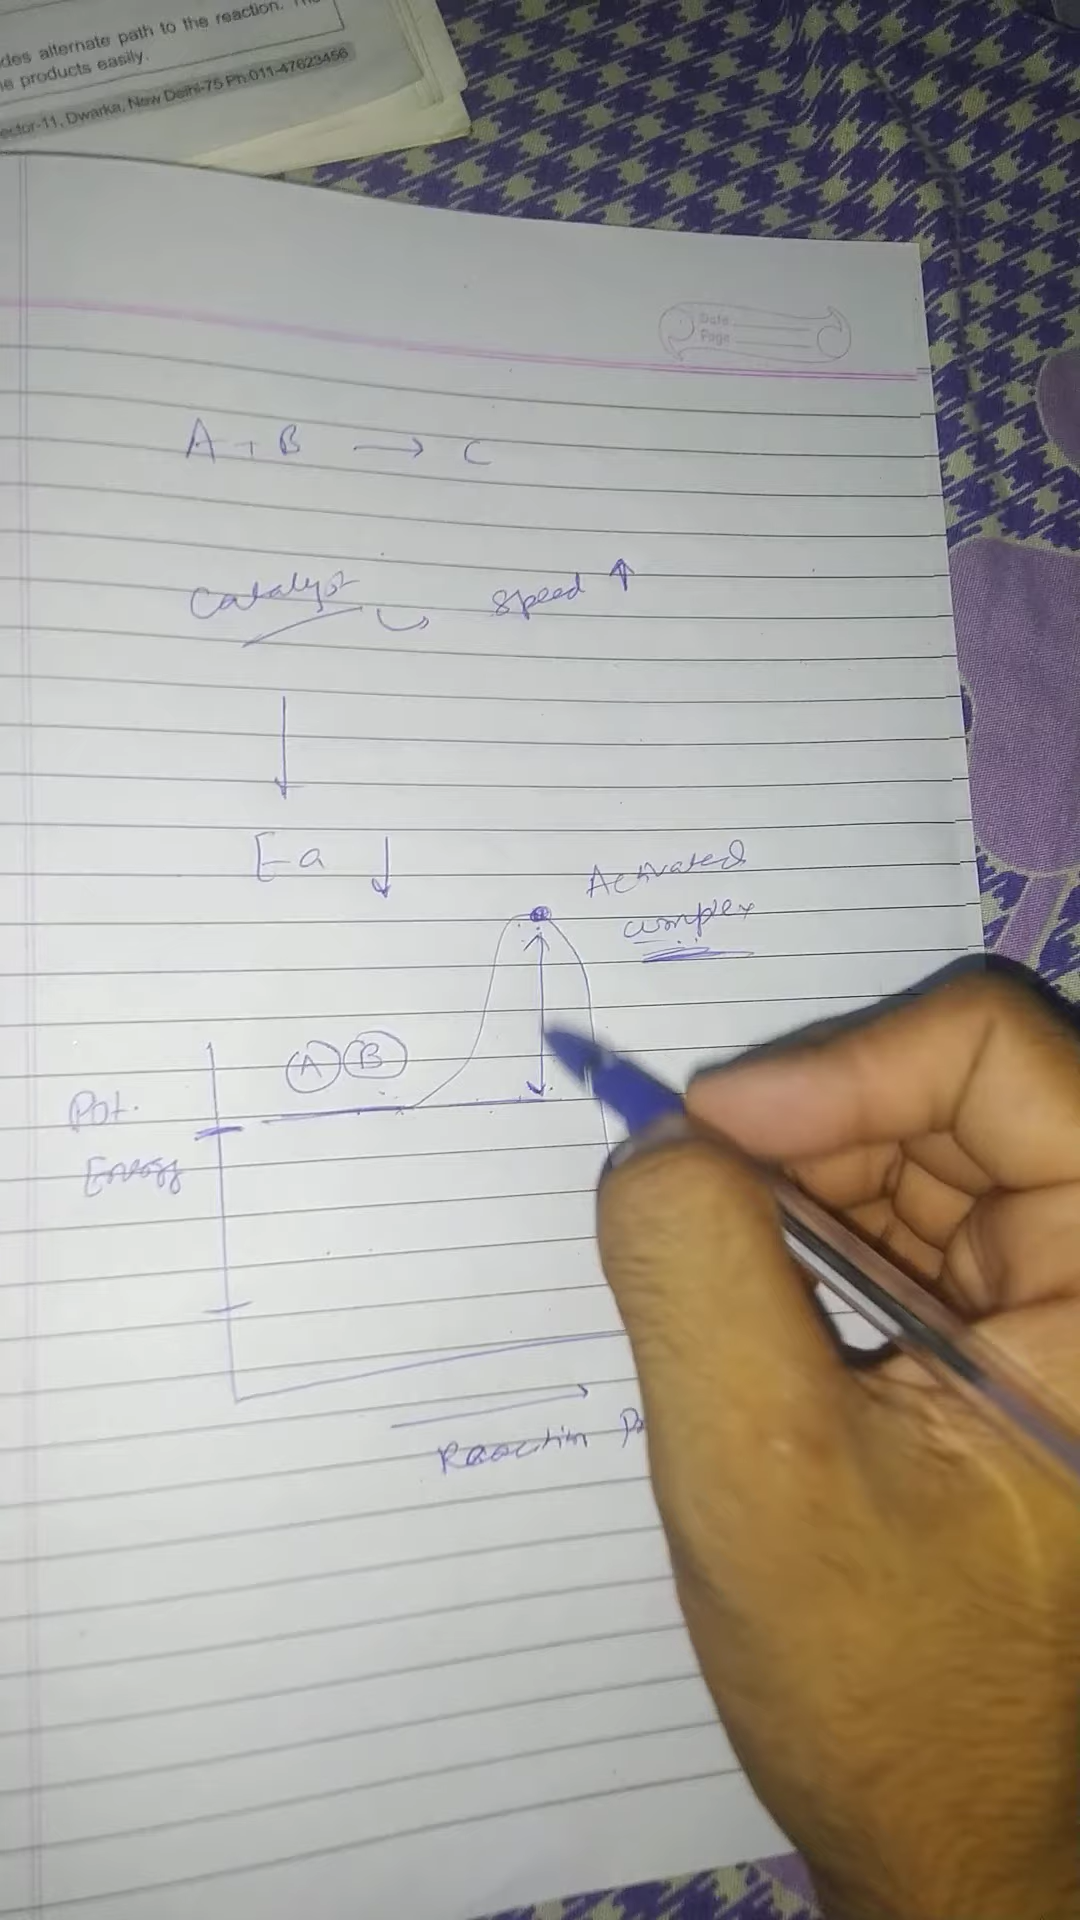 des alternate path to the reaction.
e products easily.
ector-11, Dwarka, New Delhi-75 Ph:011-47623456
Date
Page
A + B → C
Catalyst speed ↑
Ea ↓
Activated
complex
A B
Pot.
Energy
Reaction